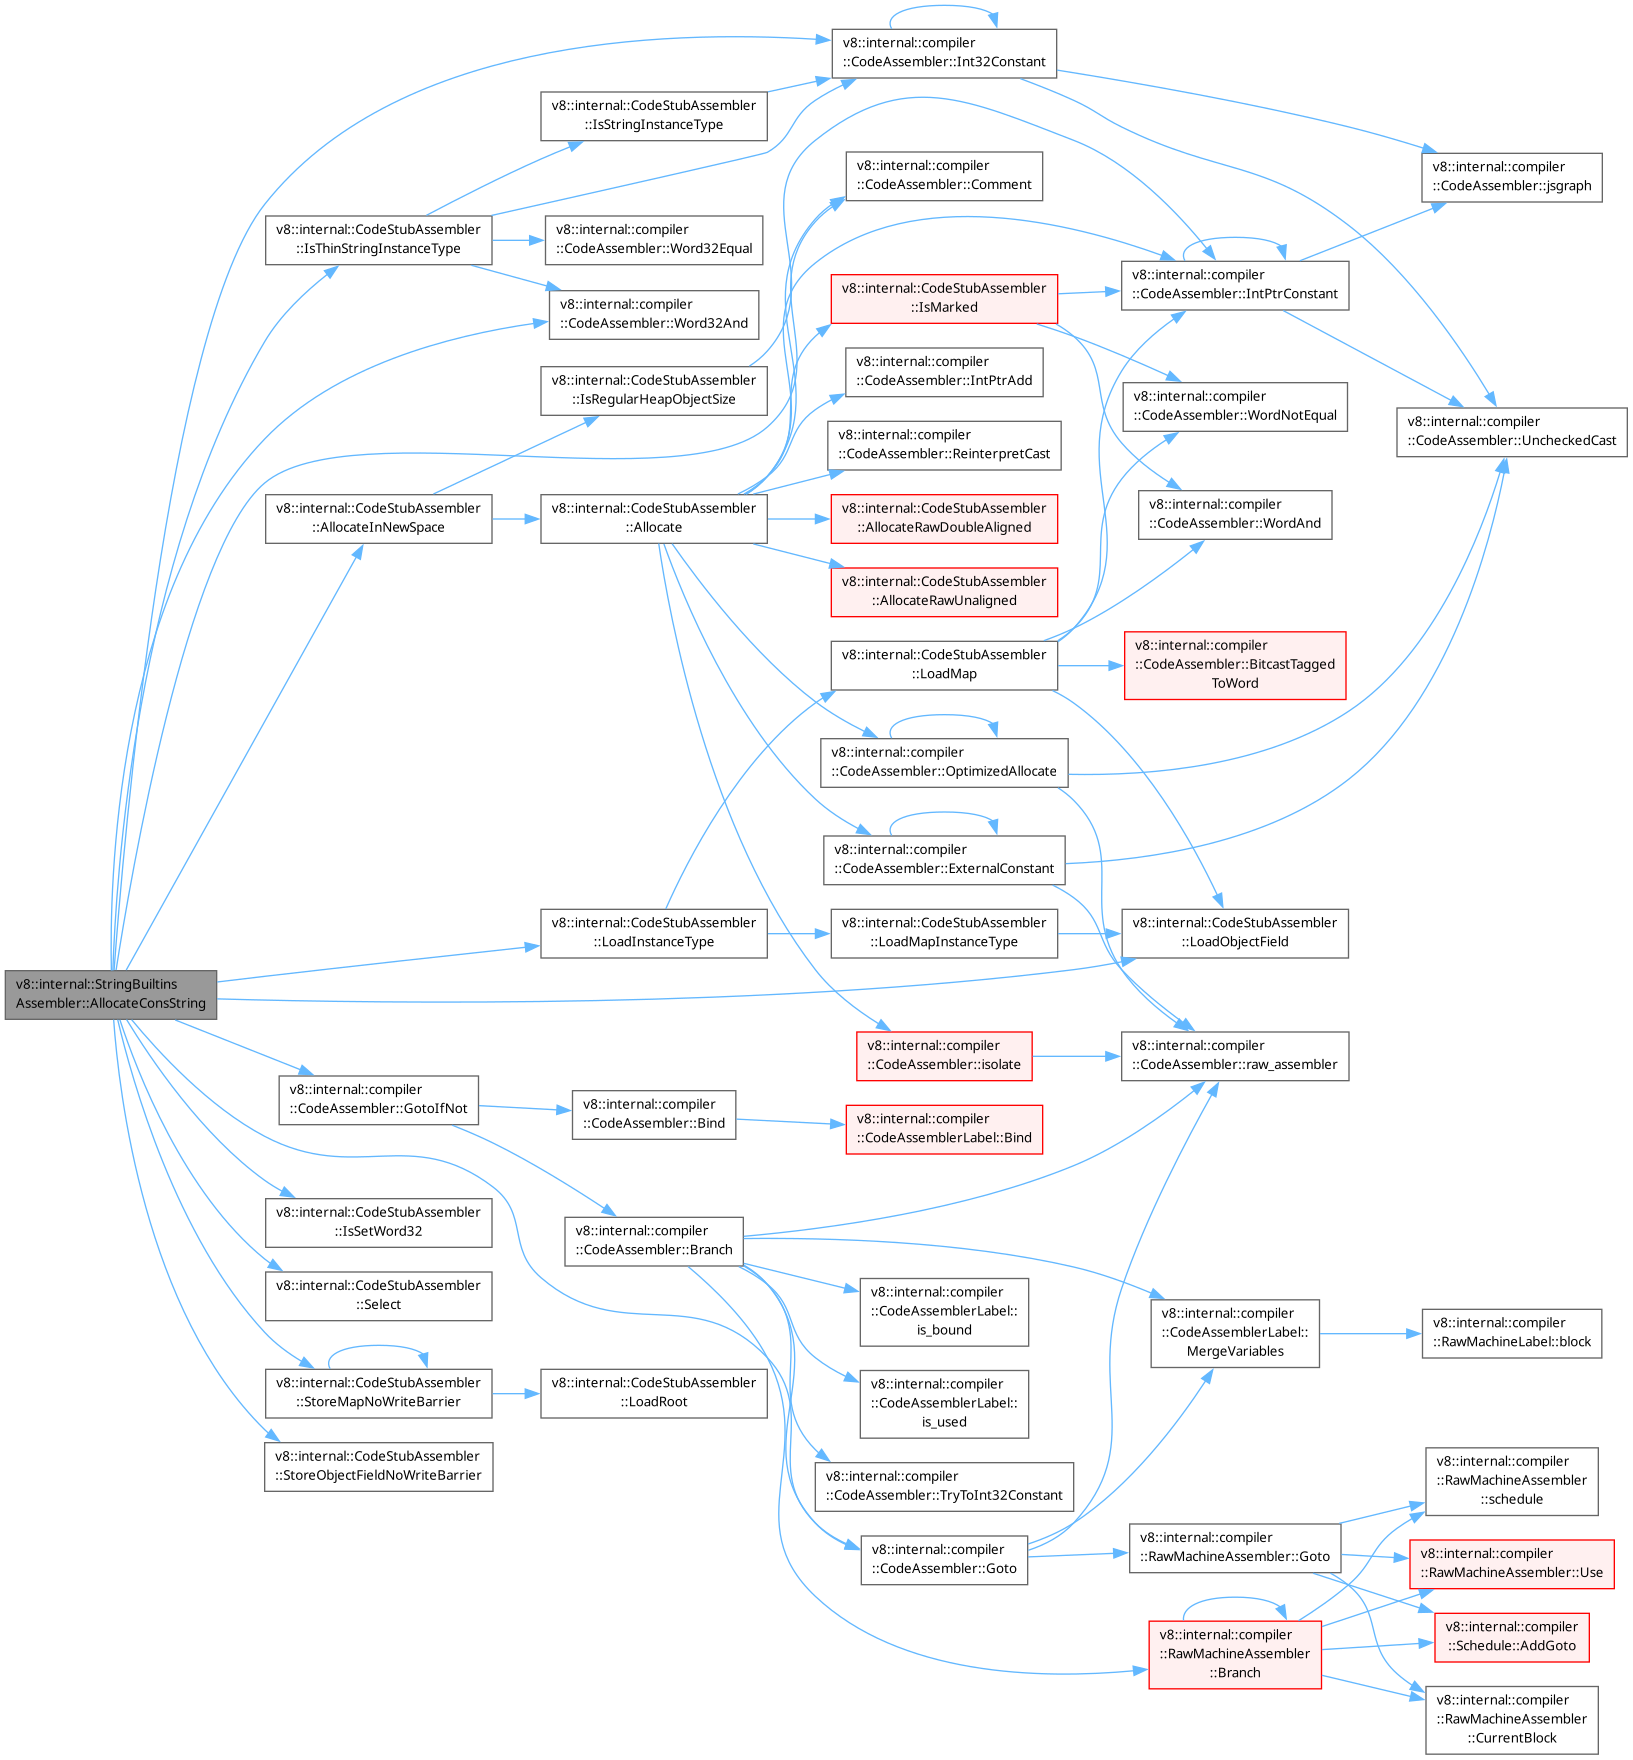 v8::internal::StringBuiltins
Assembler::AllocateConsString
v8::internal::CodeStubAssembler
::IsThinStringInstanceType
v8::internal::CodeStubAssembler
::AllocateInNewSpace
v8::internal::compiler
::CodeAssembler::GotoIfNot
v8::internal::CodeStubAssembler
::IsSetWord32
v8::internal::CodeStubAssembler
::Select
v8::internal::CodeStubAssembler
::StoreMapNoWriteBarrier
v8::internal::CodeStubAssembler
::StoreObjectFieldNoWriteBarrier
v8::internal::CodeStubAssembler
::IsStringInstanceType
v8::internal::compiler
::CodeAssembler::Word32Equal
v8::internal::compiler
::CodeAssembler::Word32And
v8::internal::CodeStubAssembler
::IsRegularHeapObjectSize
v8::internal::CodeStubAssembler
::Allocate
v8::internal::CodeStubAssembler
::LoadInstanceType
v8::internal::compiler
::CodeAssembler::Bind
v8::internal::compiler
::CodeAssembler::Branch
v8::internal::CodeStubAssembler
::LoadRoot
v8::internal::compiler
::CodeAssembler::Int32Constant
v8::internal::compiler
::CodeAssembler::Comment
v8::internal::CodeStubAssembler
::IsMarked
v8::internal::compiler
::CodeAssembler::IntPtrAdd
v8::internal::compiler
::CodeAssembler::ReinterpretCast
v8::internal::CodeStubAssembler
::AllocateRawDoubleAligned
v8::internal::CodeStubAssembler
::AllocateRawUnaligned
v8::internal::CodeStubAssembler
::LoadMap
v8::internal::compiler
::CodeAssembler::OptimizedAllocate
v8::internal::compiler
::CodeAssembler::ExternalConstant
v8::internal::CodeStubAssembler
::LoadMapInstanceType
v8::internal::compiler
::CodeAssembler::isolate
v8::internal::compiler
::CodeAssemblerLabel::Bind
v8::internal::compiler
::CodeAssemblerLabel::
is_bound
v8::internal::compiler
::CodeAssemblerLabel::
is_used
v8::internal::compiler
::CodeAssembler::TryToInt32Constant
v8::internal::compiler
::CodeAssembler::Goto
v8::internal::compiler
::CodeAssembler::IntPtrConstant
v8::internal::compiler
::CodeAssembler::WordNotEqual
v8::internal::compiler
::CodeAssembler::WordAnd
v8::internal::compiler
::CodeAssembler::BitcastTagged
ToWord
v8::internal::CodeStubAssembler
::LoadObjectField
v8::internal::compiler
::CodeAssembler::raw_assembler
v8::internal::compiler
::CodeAssemblerLabel::
MergeVariables
v8::internal::compiler
::RawMachineAssembler::Goto
v8::internal::compiler
::RawMachineAssembler
::Branch
v8::internal::compiler
::CodeAssembler::jsgraph
v8::internal::compiler
::CodeAssembler::UncheckedCast
v8::internal::compiler
::RawMachineLabel::block
v8::internal::compiler
::RawMachineAssembler
::schedule
v8::internal::compiler
::RawMachineAssembler::Use
v8::internal::compiler
::Schedule::AddGoto
v8::internal::compiler
::RawMachineAssembler
::CurrentBlock